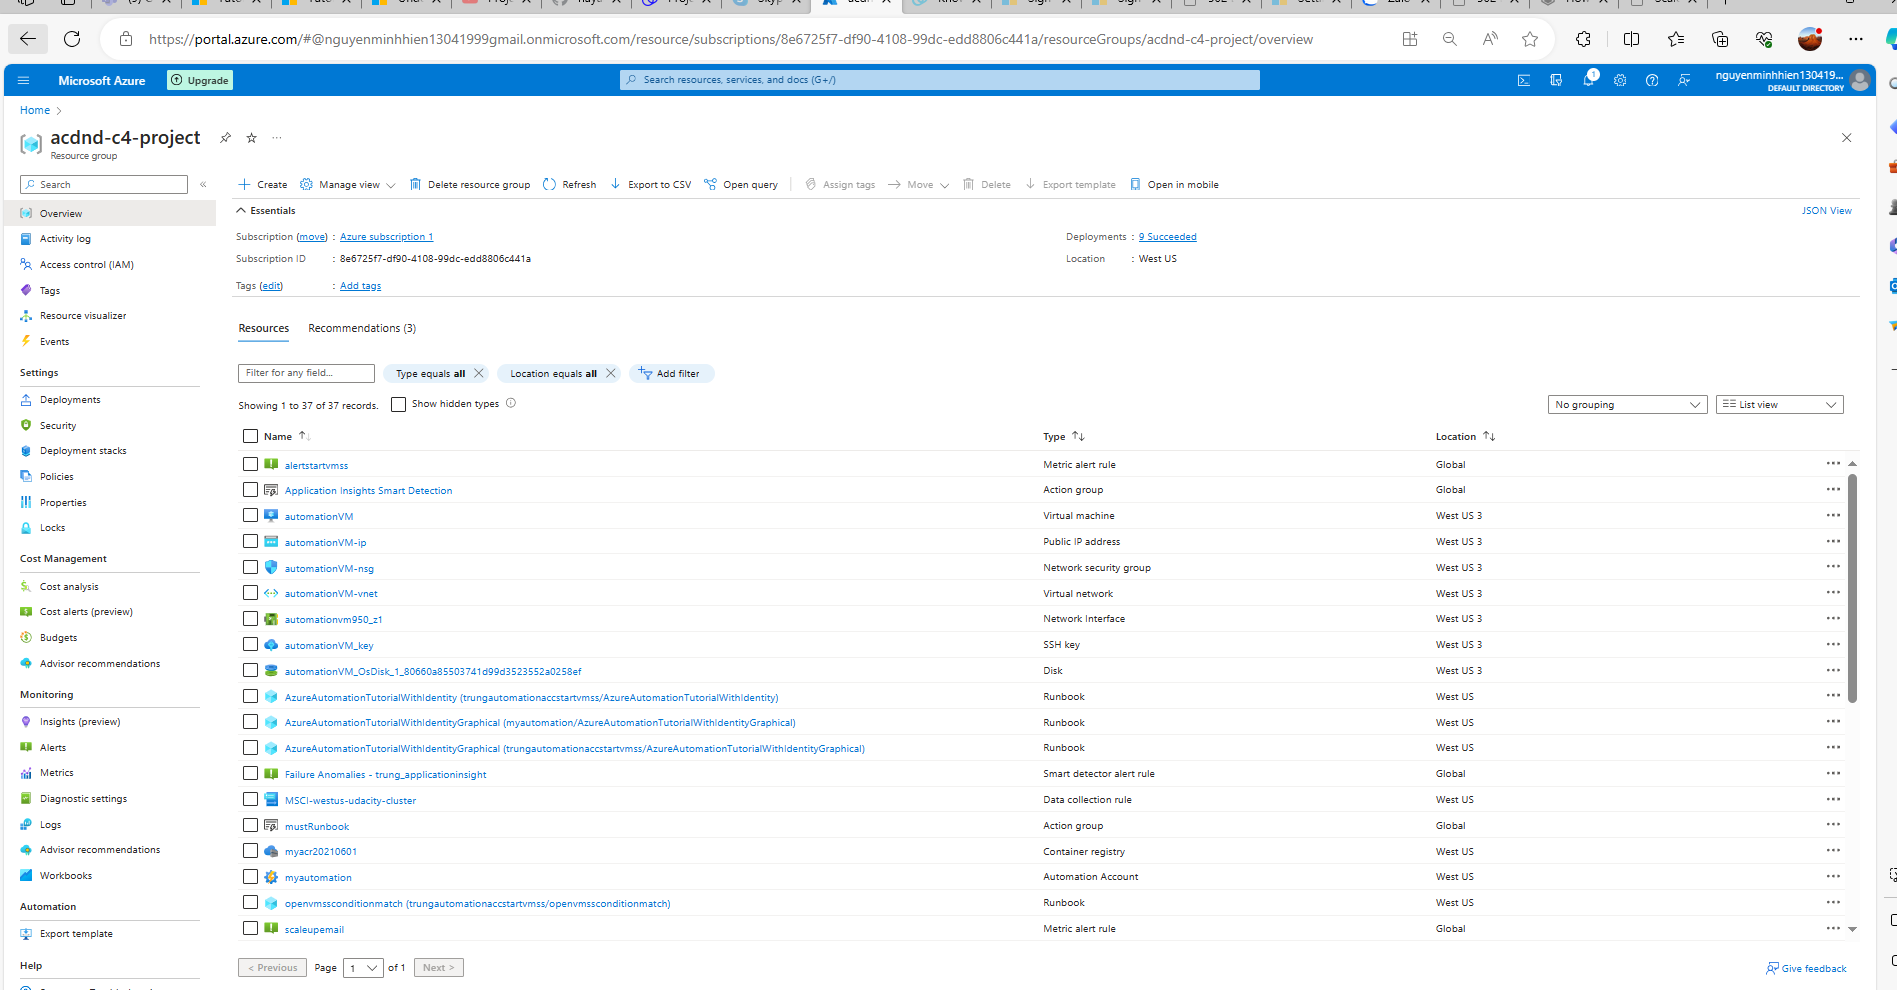 https://portal.azure.com/#@nguyenminhhien13041999gmail.onmicrosoft.com/resource/subscriptions/8e6725f7-df90-4108-99dc-edd8806c441a/resourceGroups/acdnd-c4-project/overview
Microsoft Azure
Upgrade
Search resources, services, and docs (G+/)
1
nguyenminhhien130419...
DEFAULT DIRECTORY
Home
acdnd-c4-project
Resource group
Search
Create Manage view Delete resource group Refresh Export to CSV Open query Assign tags Move Delete Export template Open in mobile
Overview
Activity log
Access control (IAM)
Tags
Resource visualizer
Events
Settings
Deployments
Security
Deployment stacks
Policies
Properties
Locks
Cost Management
Cost analysis
Cost alerts (preview)
Budgets
Advisor recommendations
Monitoring
Insights (preview)
Alerts
Metrics
Diagnostic settings
Logs
Advisor recommendations
Workbooks
Automation
Export template
Help
Essentials
JSON View
Subscription (move) : Azure subscription 1
Subscription ID : 8e6725f7-df90-4108-99dc-edd8806c441a
Tags (edit) : Add tags
Deployments : 9 Succeeded
Location : West US
Resources Recommendations (3)
Filter for any field... Type equals all Location equals all Add filter
Showing 1 to 37 of 37 records. Show hidden types No grouping List view
Name Type Location
alertstartvmss Metric alert rule Global
Application Insights Smart Detection Action group Global
automationVM Virtual machine West US 3
automationVM-ip Public IP address West US 3
automationVM-nsg Network security group West US 3
automationVM-vnet Virtual network West US 3
automationvm950_z1 Network Interface West US 3
automationVM_key SSH key West US 3
automationVM_OsDisk_1_80660a85503741d99d3523552a0258ef Disk West US 3
AzureAutomationTutorialWithIdentity (trungautomationaccstartvmss/AzureAutomationTutorialWithIdentity) Runbook West US
AzureAutomationTutorialWithIdentityGraphical (myautomation/AzureAutomationTutorialWithIdentityGraphical) Runbook West US
AzureAutomationTutorialWithIdentityGraphical (trungautomationaccstartvmss/AzureAutomationTutorialWithIdentityGraphical) Runbook West US
Failure Anomalies - trung_applicationinsight Smart detector alert rule Global
MSCI-westus-udacity-cluster Data collection rule West US
mustRunbook Action group Global
myacr20210601 Container registry West US
myautomation Automation Account West US
openvmssconditionmatch (trungautomationaccstartvmss/openvmssconditionmatch) Runbook West US
scaleupemail Metric alert rule Global
< Previous Page 1 of 1 Next >
Give feedback